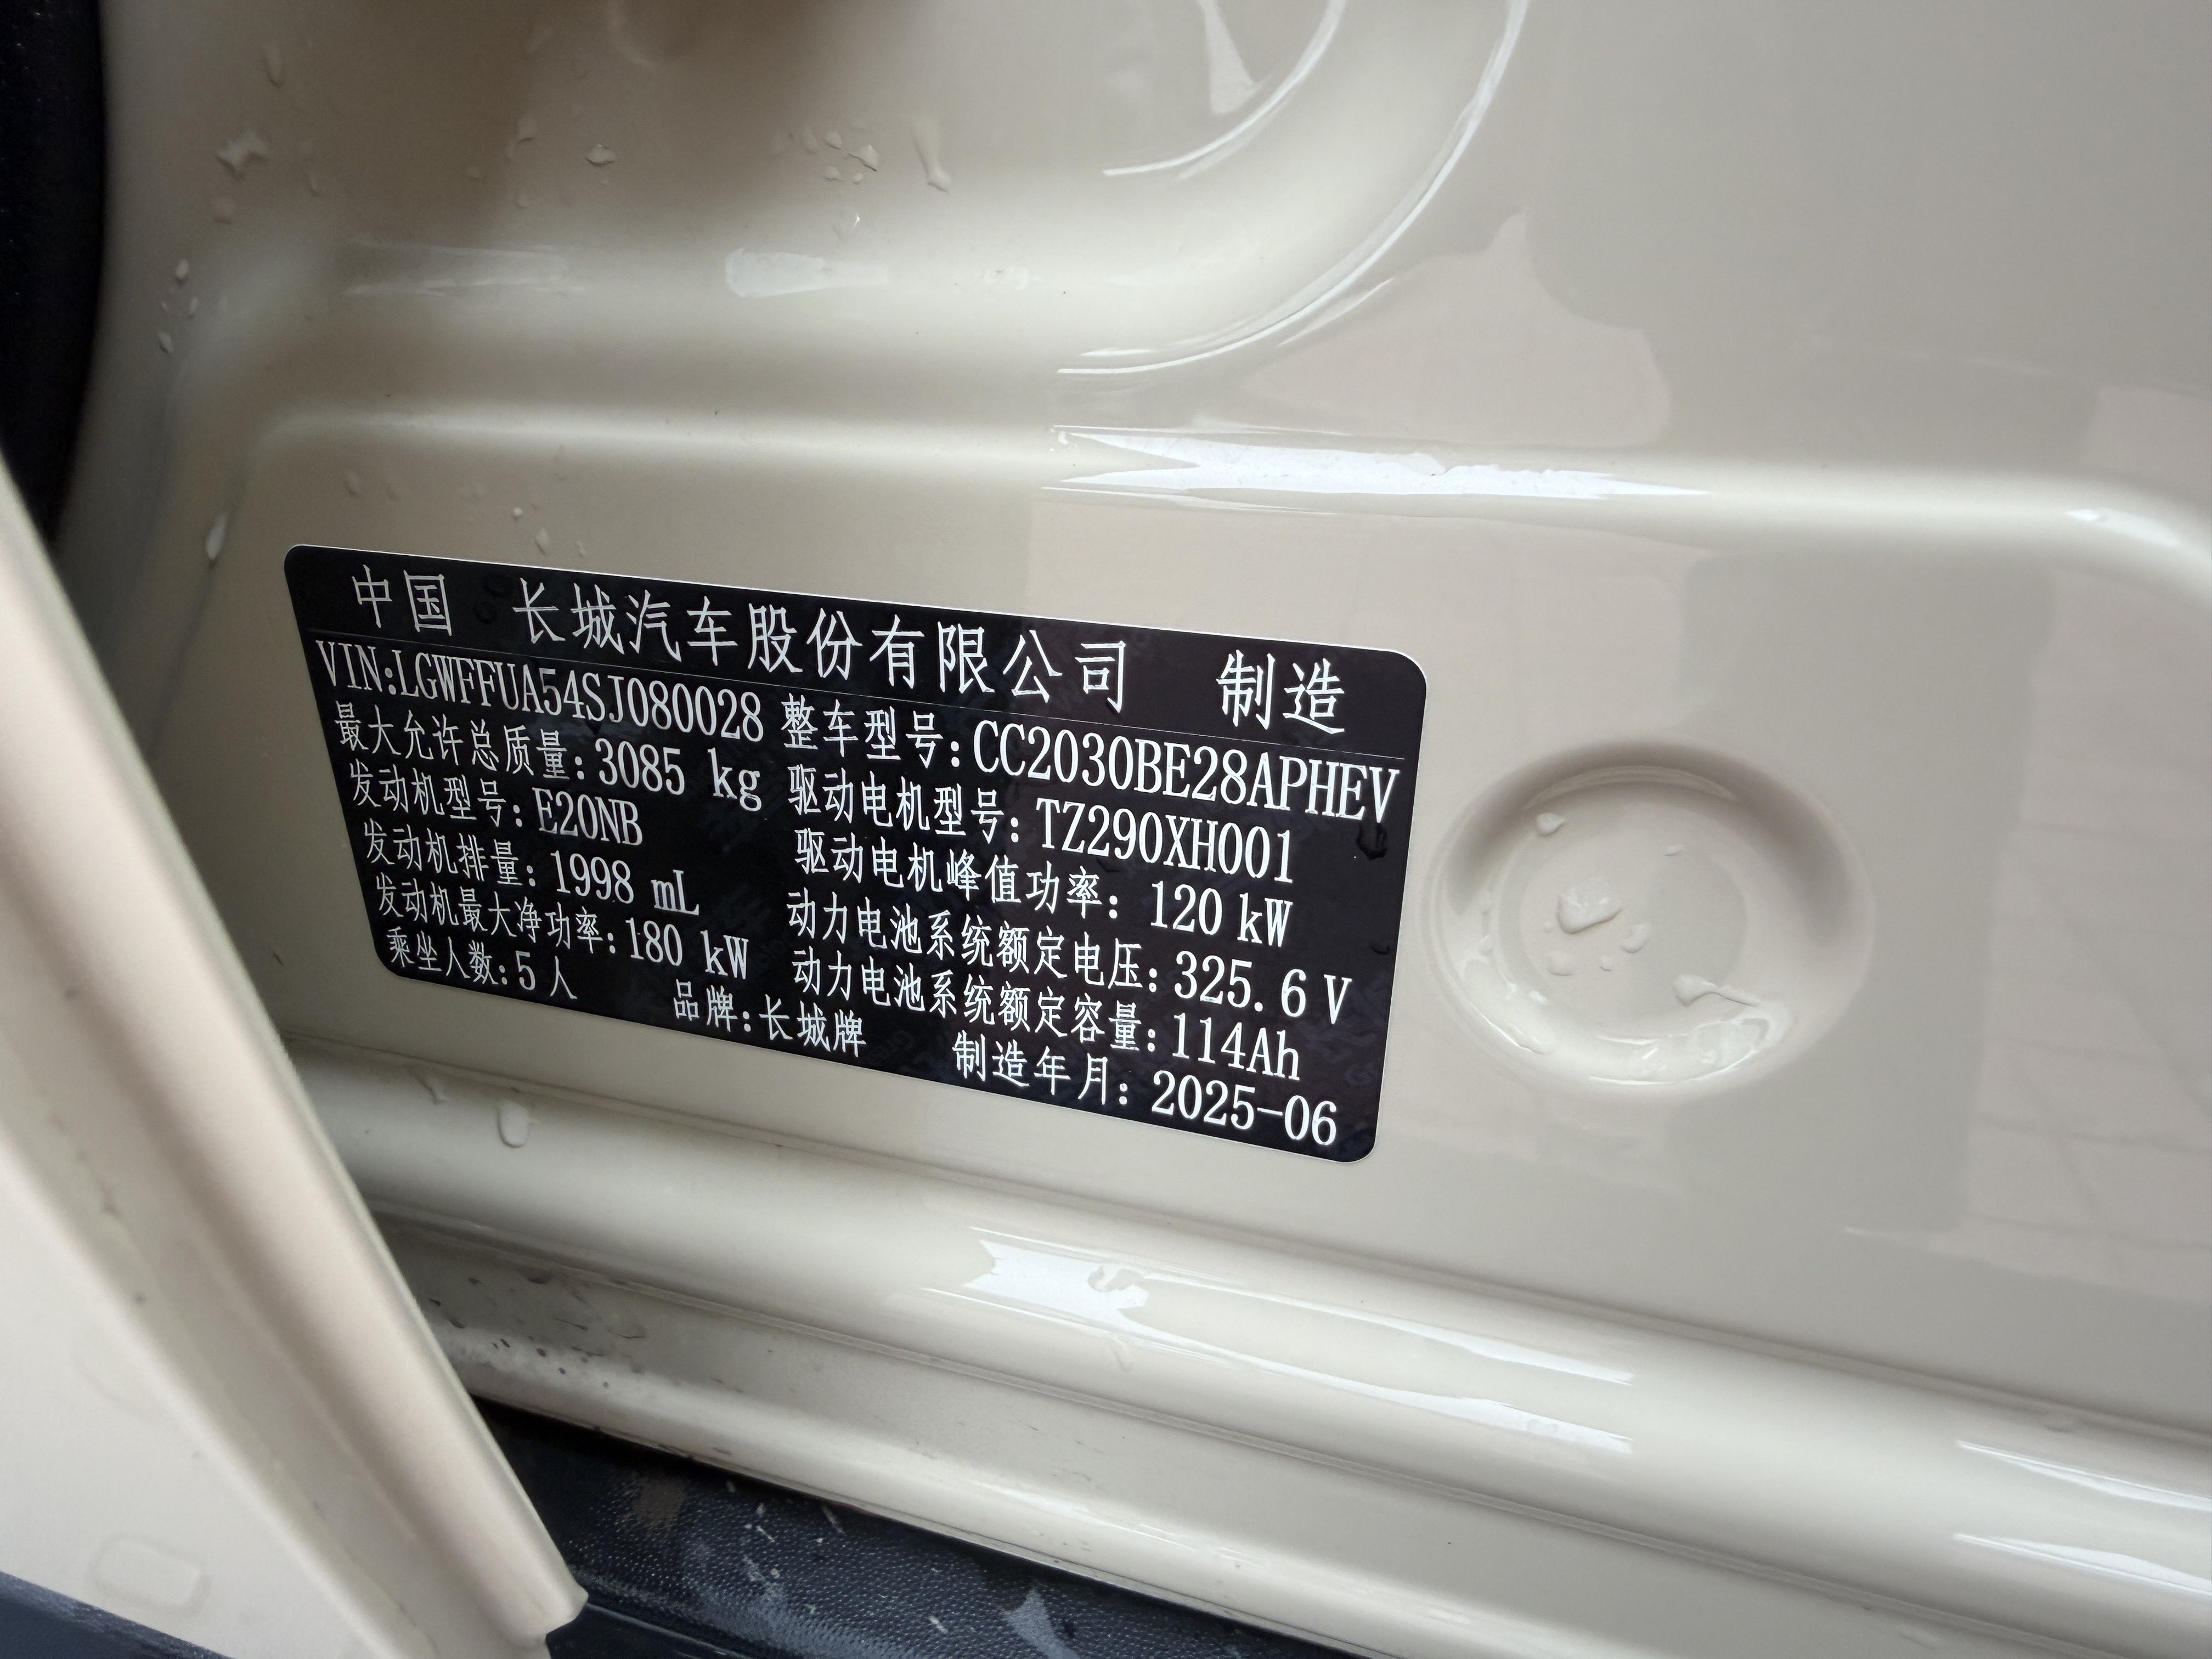 中国 长城汽车股份有限公司 制造
VIN:LGWFFUA54SJ080028 整车型号:CC2030BE28APHEV
最大允许总质量:3085 kg 驱动电机型号:TZ290XH001
发动机型号:E20NB 驱动电机峰值功率: 120 kW
发动机排量: 1998 mL 动力电池系统额定电压:325.6 V
发动机最大净功率:180 kW 动力电池系统额定容量:114Ah
乘坐人数:5 人 品牌:长城牌 制造年月: 2025-06